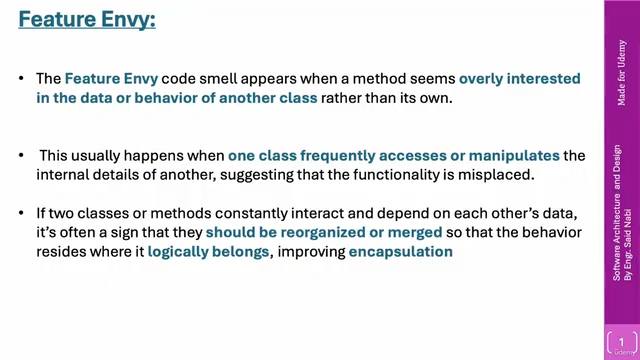 Feature Envy:
• The Feature Envy code smell appears when a method seems overly interested
in the data or behavior of another class rather than its own.
• This usually happens when one class frequently accesses or manipulates the
internal details of another, suggesting that the functionality is misplaced.
• If two classes or methods constantly interact and depend on each other’s data,
it’s often a sign that they should be reorganized or merged so that the behavior
resides where it logically belongs, improving encapsulation
Made for Udemy
Software Architecture and Design
By Engr. Said Nabi
1
Udemy